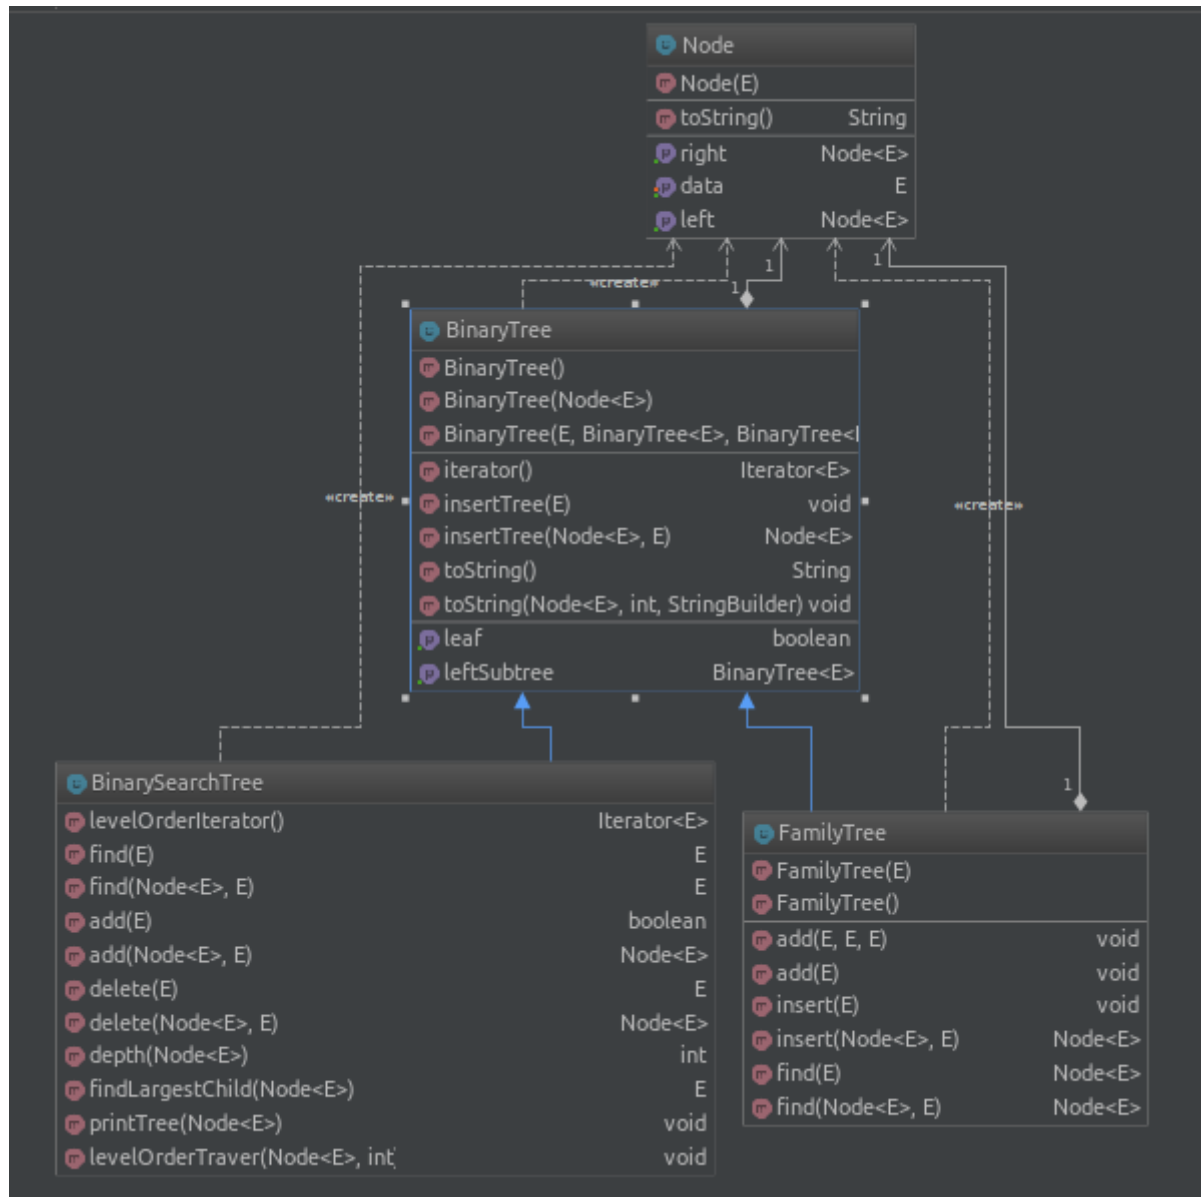 Node
Node(E)
toString() String
right Node<E>
data E
left Node<E>
1
1
«create»
1
BinaryTree
BinaryTree()
BinaryTree(Node<E>)
BinaryTree(E, BinaryTree<E>, BinaryTree<
iterator() Iterator<E>
insertTree(E) void
«create»
«create»
insertTree(Node<E>, E) Node<E>
toString() String
toString(Node<E>, int, StringBuilder) void
leaf boolean
leftSubtree BinaryTree<E>
BinarySearchTree
levelOrderIterator() Iterator<E>
find(E) E
find(Node<E>, E) E
add(E) boolean
add(Node<E>, E) Node<E>
delete(E) E
delete(Node<E>, E) Node<E>
depth(Node<E>) int
findLargestChild(Node<E>) E
printTree(Node<E>) void
levelOrderTraver(Node<E>, int void
1
FamilyTree
FamilyTree(E)
FamilyTree()
add(E, E, E) void
add(E) void
insert(E) void
insert(Node<E>, E) Node<E>
find(E) Node<E>
find(Node<E>, E) Node<E>